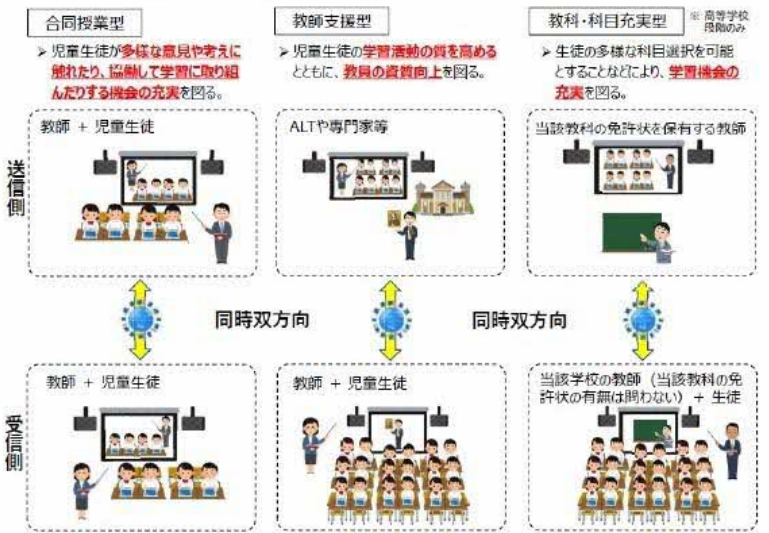 合同授業型
➢ 児童生徒が多様な意見や考えに
触れたり、協働して学習に取り組
んだりする機会の充実を図る。
教師支援型
➢ 児童生徒の学習活動の質を高める
とともに、教員の資質向上を図る。
教科・科目充実型
※ 高等学校
段階のみ
➢ 生徒の多様な科目選択を可能
とすることなどにより、学習機会の
充実を図る。
送信側
教師 + 児童生徒
ALTや専門家等
当該教科の免許状を保有する教師
同時双方向
同時双方向
受信側
教師 + 児童生徒
教師 + 児童生徒
当該学校の教師（当該教科の免
許状の有無は問わない）+ 生徒